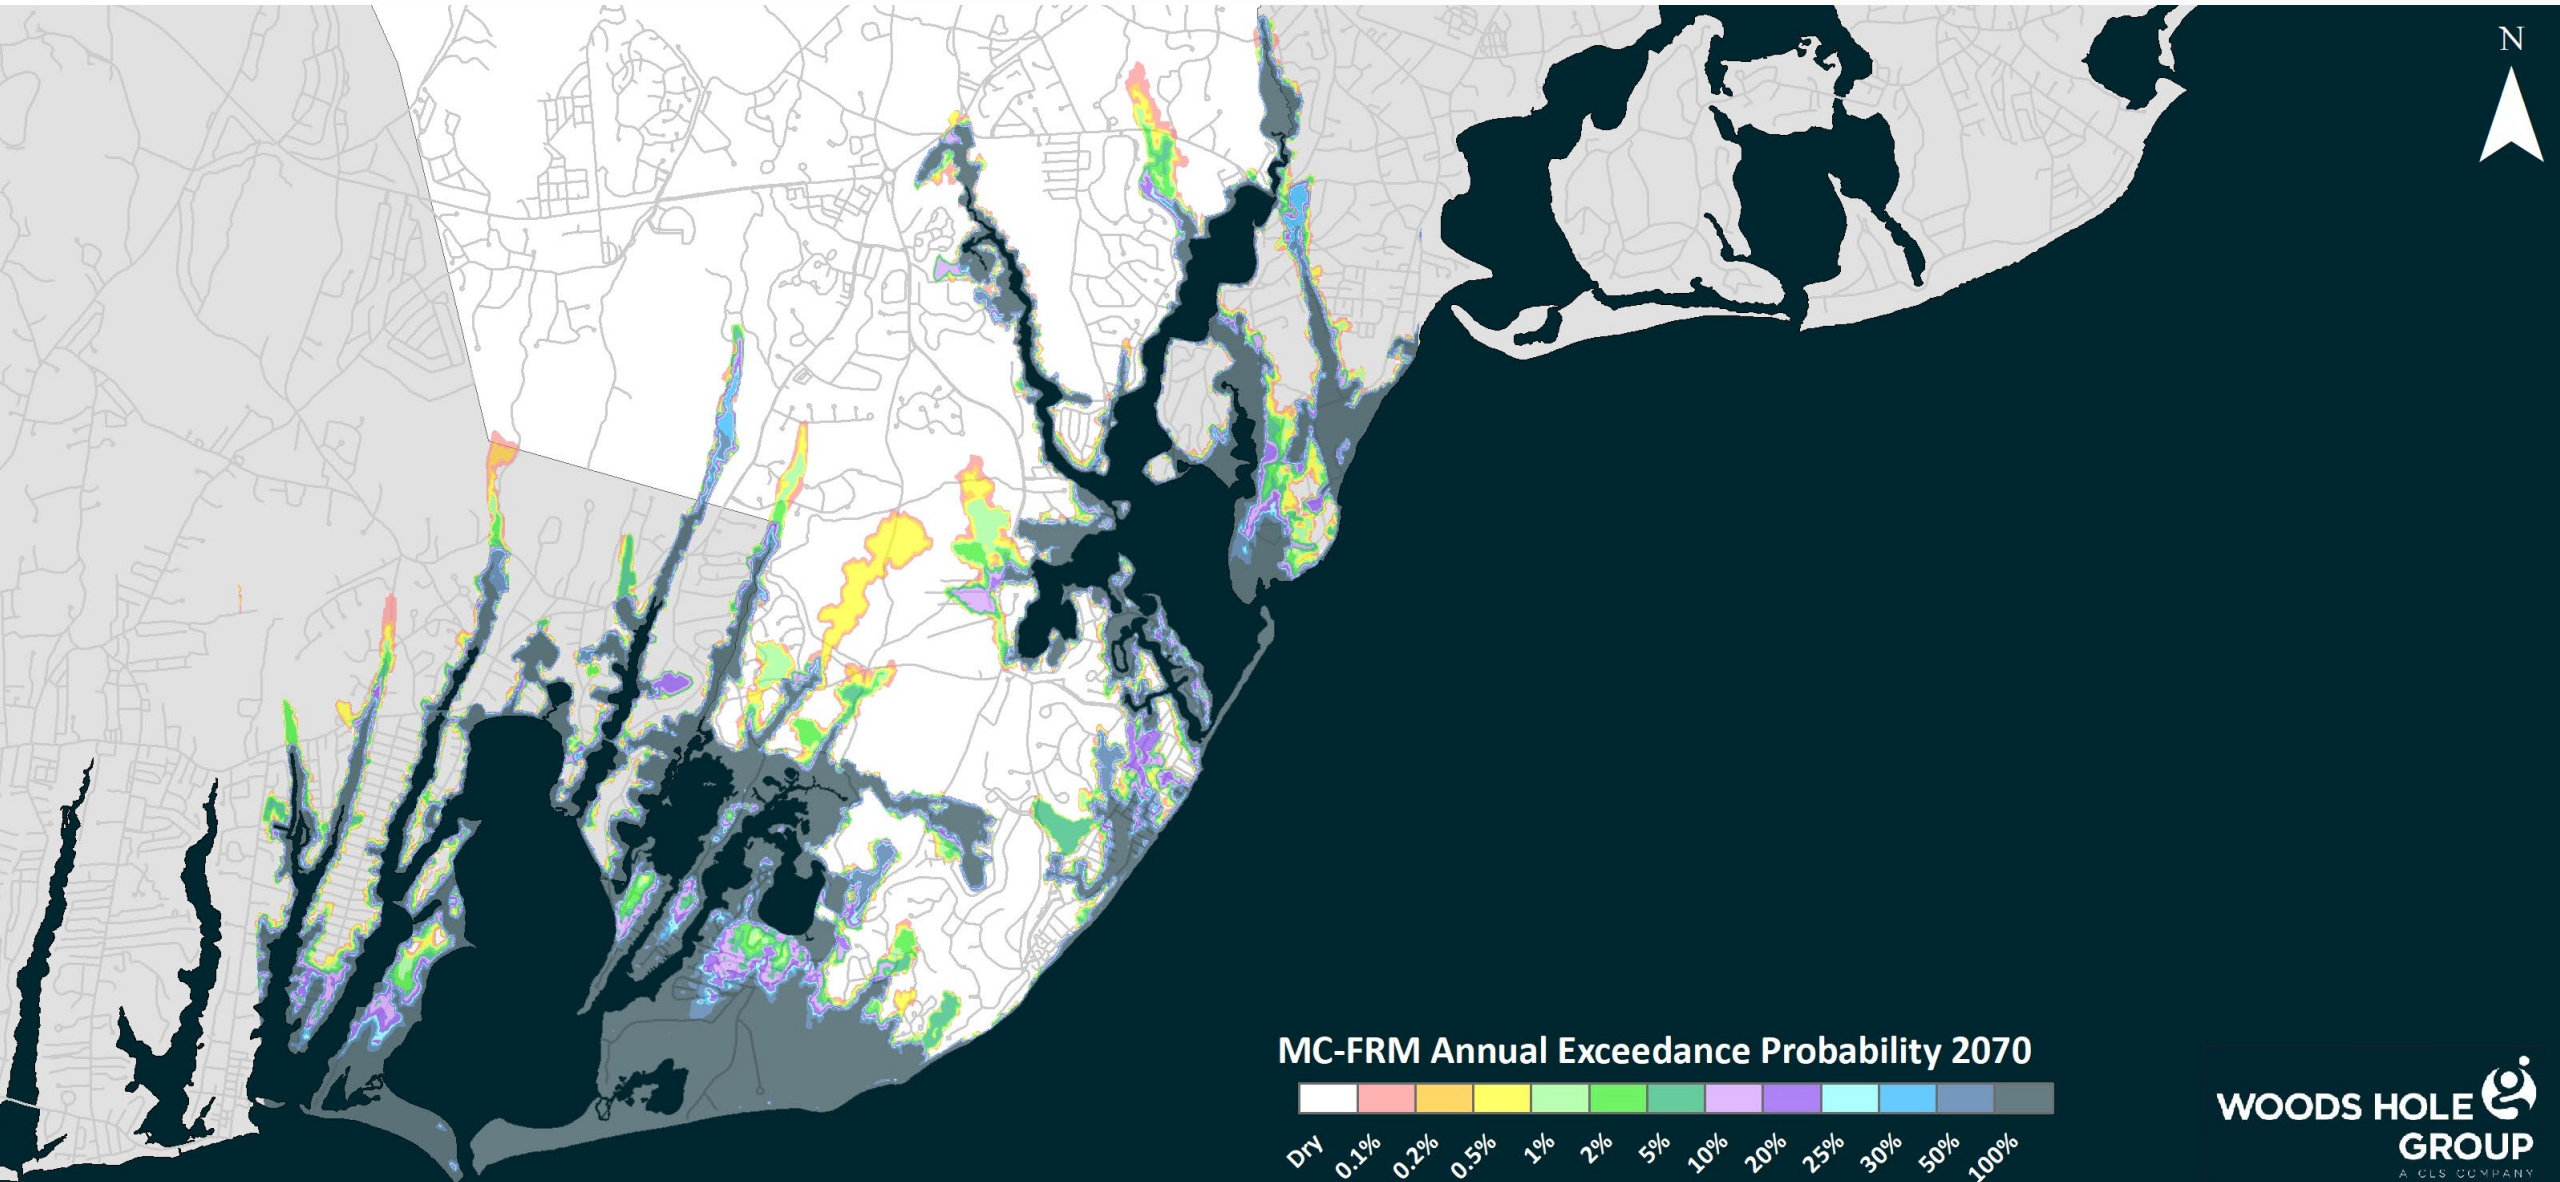 N
MC-FRM Annual Exceedance Probability 2070
Dry 0.1% 0.2% 0.5% 1% 2% 5% 10% 20% 25% 30% 50% 100%
WOODS HOLE
GROUP
A CLS COMPANY